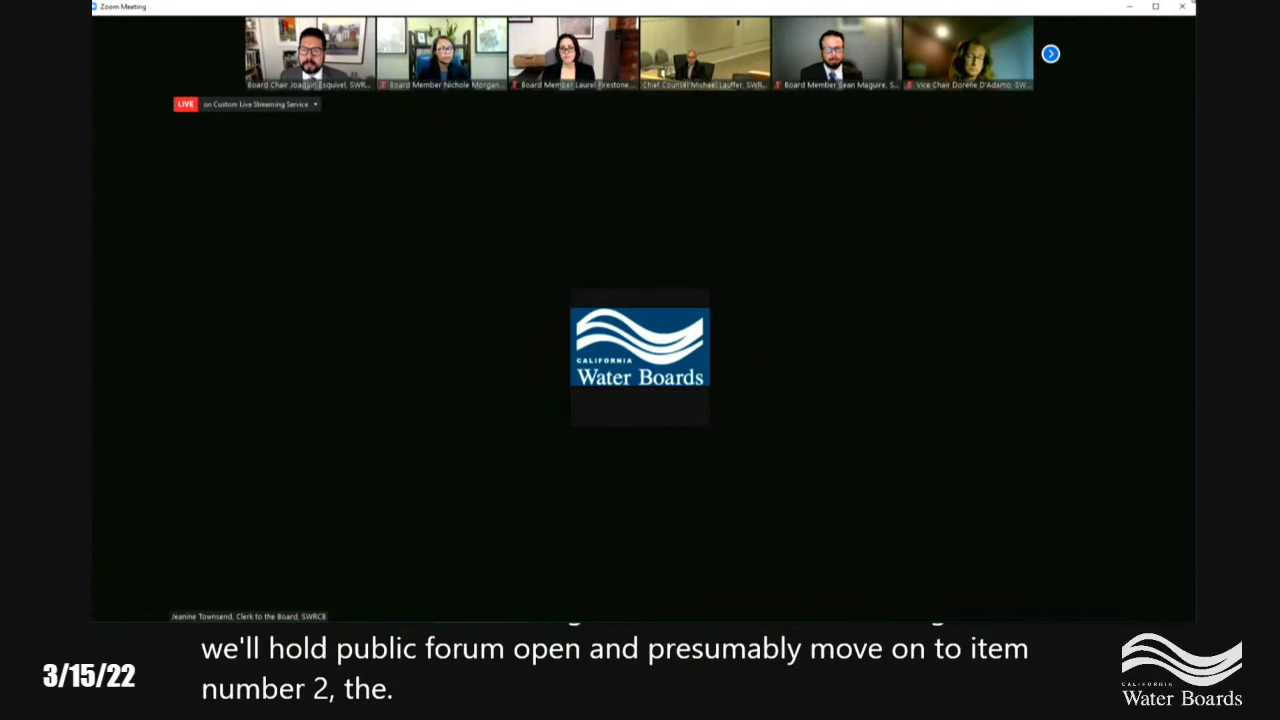 Zoom Meeting
Board Chair Joaquin Esquivel, SWR...
Board Member Nichole Morgan...
Board Member Laurel Firestone...
Chief Counsel Michael Lauffer, SWR...
Board Member Sean Maguire, S...
Vice Chair Dorene D'Adamo, SW...
LIVE on Custom Live Streaming Service
CALIFORNIA
Water Boards
Jeanine Townsend, Clerk to the Board, SWRCB
we'll hold public forum open and presumably move on to item
number 2, the.
3/15/22
CALIFORNIA
Water Boards